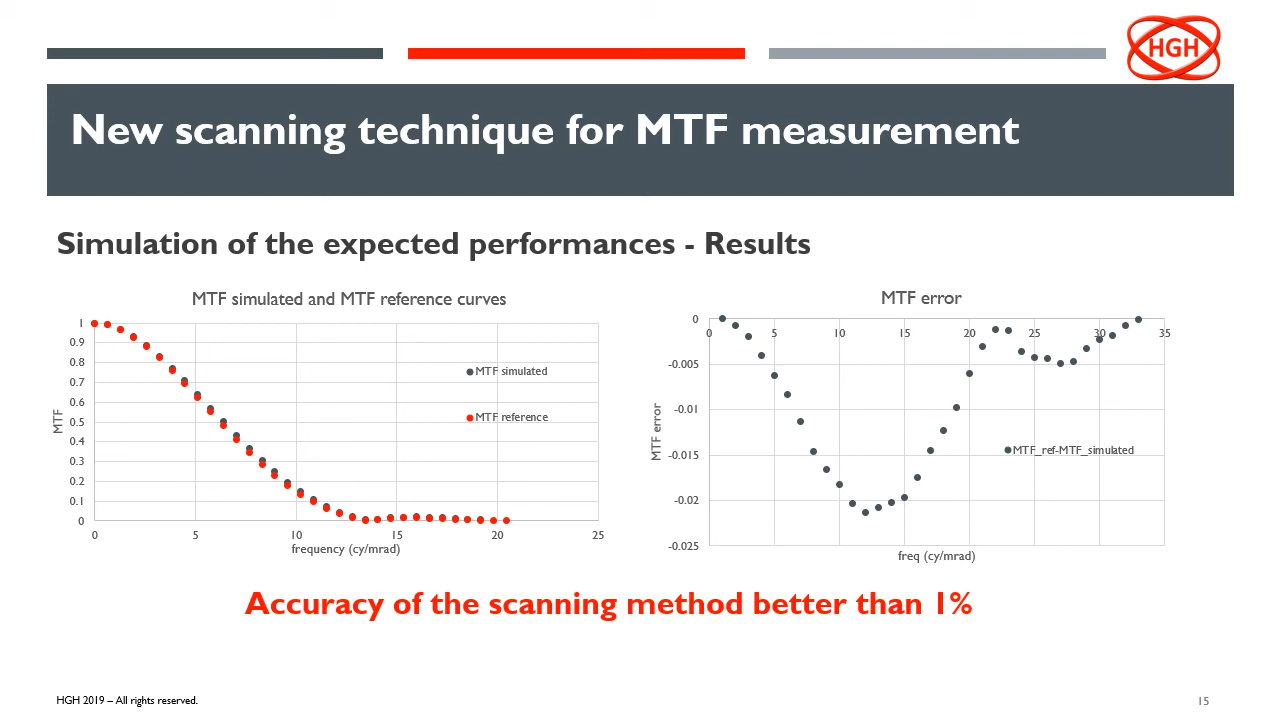 HGH
New scanning technique for MTF measurement
Simulation of the expected performances - Results
MTF simulated and MTF reference curves
1
0.9
0.8
0.7
0.6
0.5
0.4
0.3
0.2
0.1
0
MTF
0 5 10 15 20 25
frequency (cy/mrad)
MTF simulated
MTF reference
MTF error
0
-0.005
-0.01
-0.015
-0.02
-0.025
MTF error
0 5 10 15 20 25 30 35
MTF_ref-MTF_simulated
freq (cy/mrad)
Accuracy of the scanning method better than 1%
HGH 2019 – All rights reserved.
15